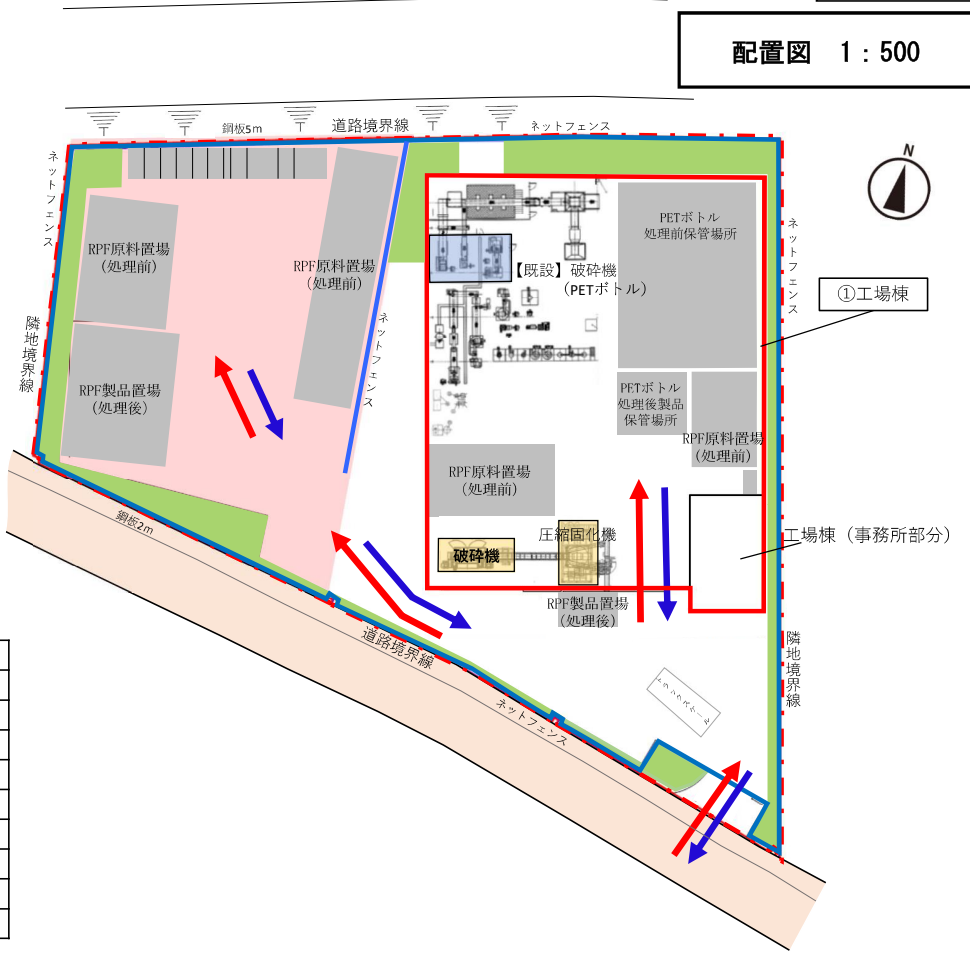 配置図　1：500
鋼板5m
道路境界線
ネットフェンス
ネットフェンス
N
PETボトル
処理前保管場所
ネットフェンス
RPF原料置場
（処理前）
RPF原料置場
（処理前）
【既設】破砕機
（PETボトル）
①工場棟
隣地境界線
ネットフェンス
RPF製品置場
（処理後）
PETボトル
処理後製品
保管場所
RPF原料置場
（処理前）
RPF原料置場
（処理前）
鋼板2m
圧縮固化機
工場棟（事務所部分）
破砕機
RPF製品置場
（処理後）
道路境界線
隣地境界線
トラックスケール
ネットフェンス